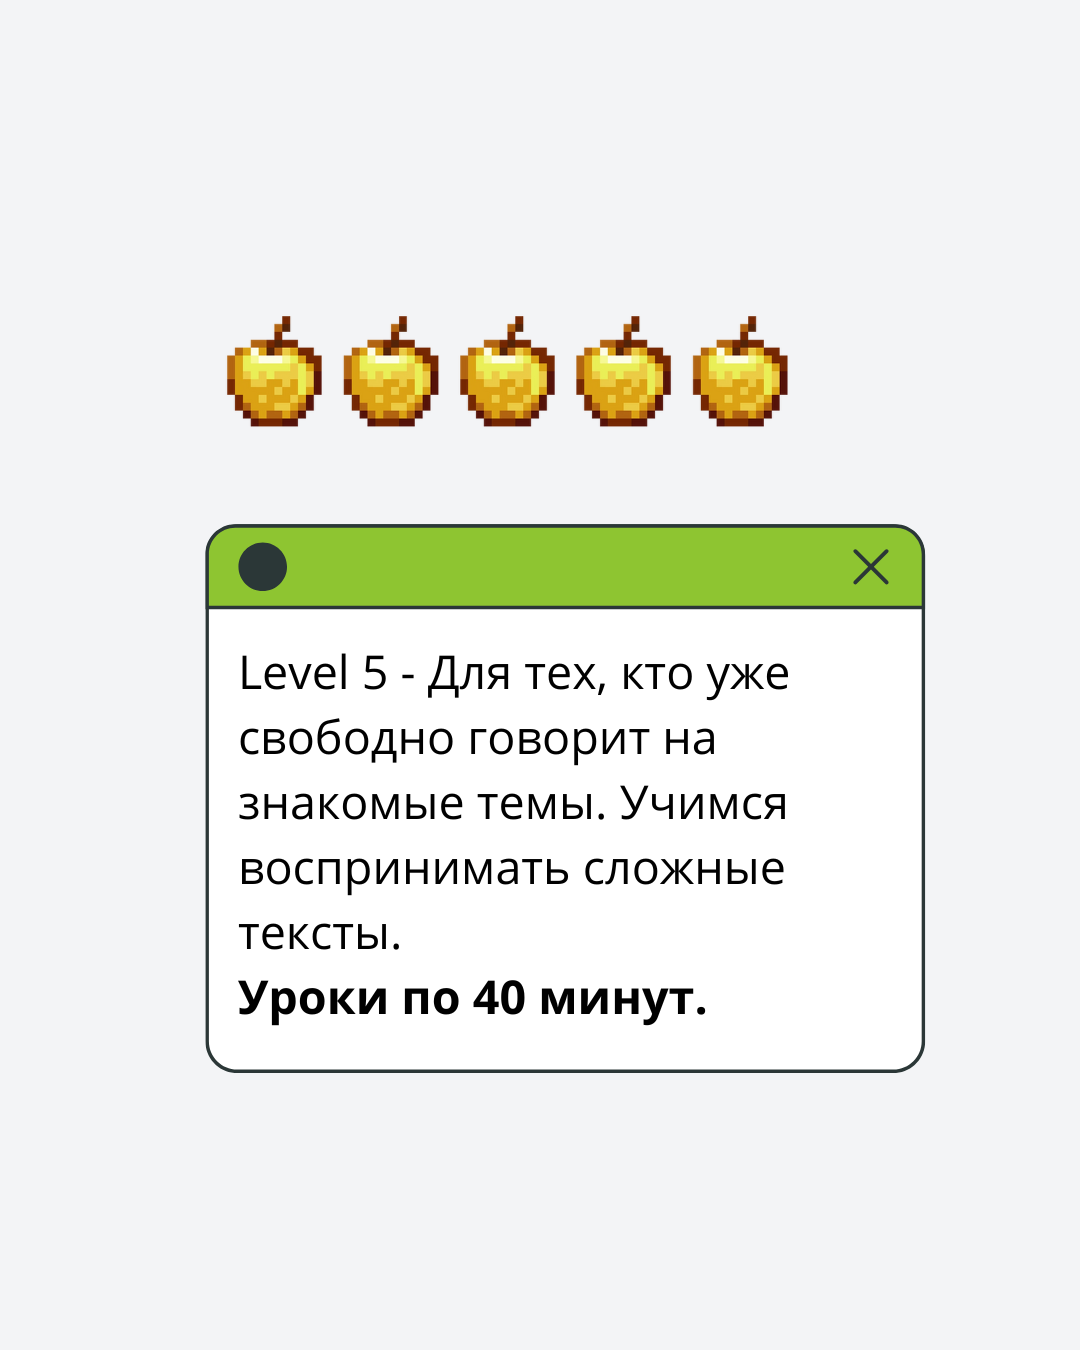 Level 5 - Для тех, кто уже
свободно говорит на
знакомые темы. Учимся
воспринимать сложные
тексты.
Уроки по 40 минут.